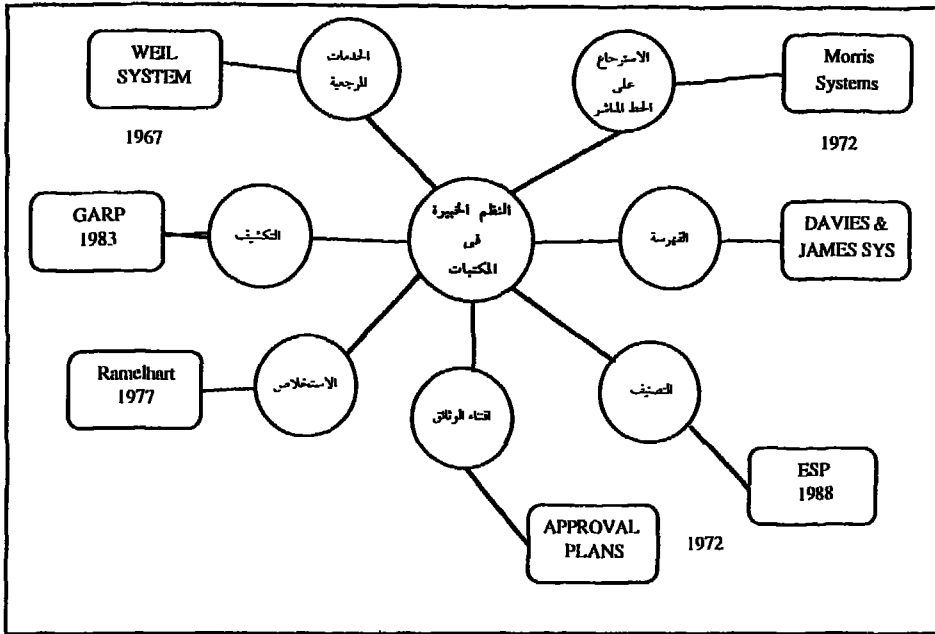 WEIL
SYSTEM
1967
الخدمات
المرجعية
الاسترجاع
على
الخط المباشر
Morris
Systems
1972
GARP
1983
التكشيف
النظم الخبيرة
فى
المكتبات
الفهرسة
DAVIES &
JAMES SYS
Ramelhart
1977
الاستخلاص
اقتناء الوثائق
التصنيف
ESP
1988
APPROVAL
PLANS
1972